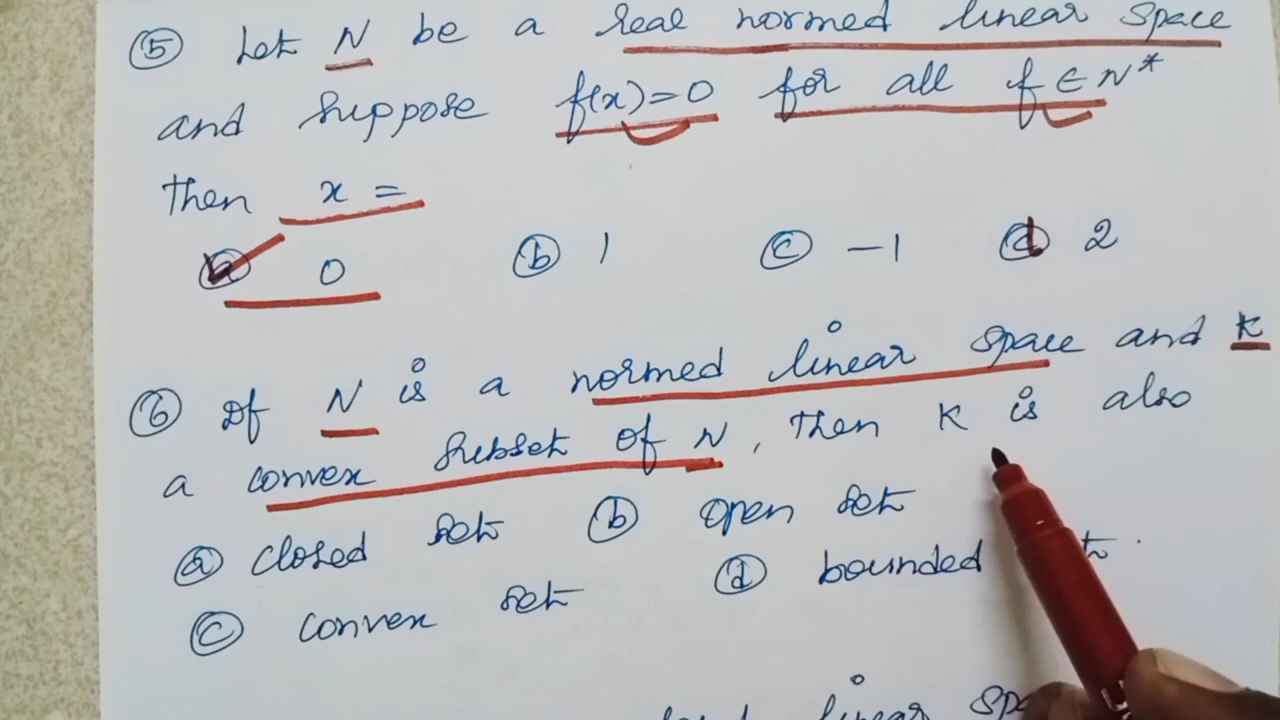 (5) Let N be a real normed linear space
and suppose f(x)=0 for all f ∈ N*
Then x =
(a) 0 (b) 1 (c) -1 (d) 2
(6) If N is a normed linear space and K
a convex subset of N, Then K is also
(a) closed set (b) open set
(c) convex set (d) bounded
linear